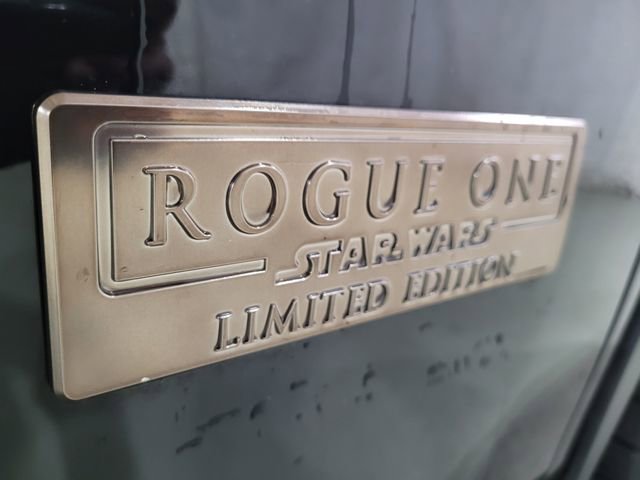 ROGUE ONE
STAR WARS
LIMITED EDITION